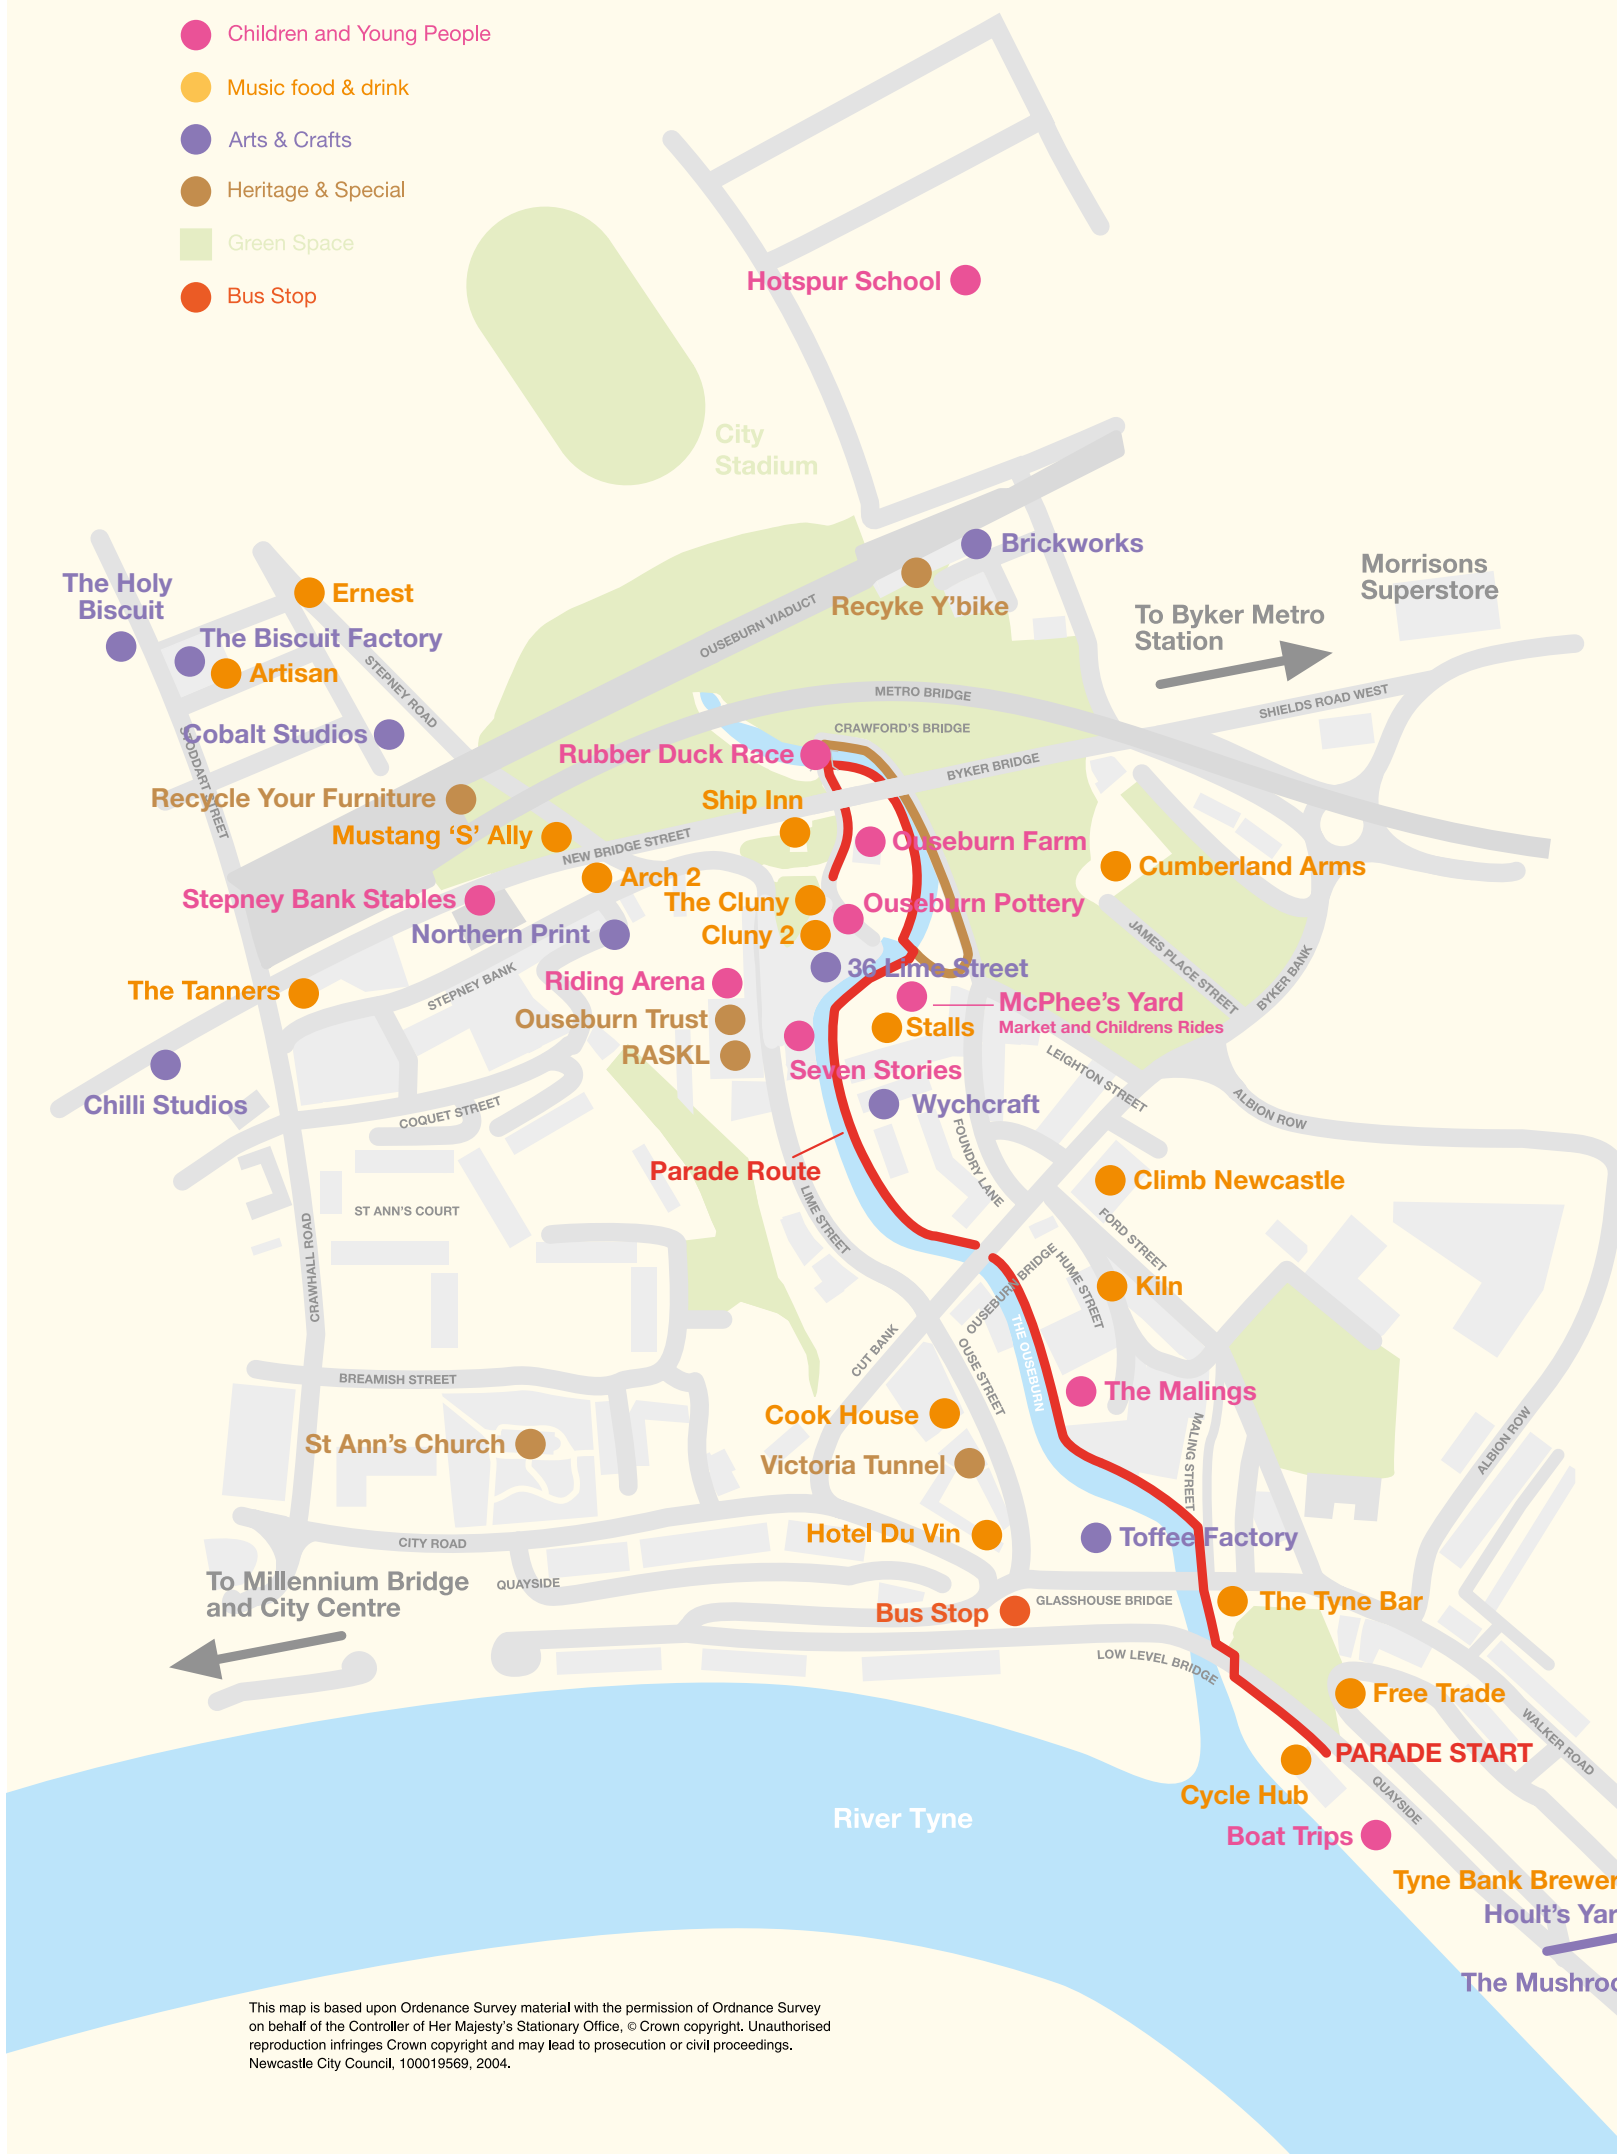 Children and Young People
Music food & drink
Arts & Crafts
Heritage & Special
Green Space
Bus Stop
Hotspur School
City
Stadium
Brickworks
Recyke Y'bike
Morrisons
Superstore
To Byker Metro
Station
The Holy
Biscuit
Ernest
The Biscuit Factory
Artisan
STEPNEY ROAD
OUSEBURN VIADUCT
METRO BRIDGE
SHIELDS ROAD WEST
Cobalt Studios
STODDART STREET
CRAWFORD'S BRIDGE
Rubber Duck Race
BYKER BRIDGE
Recycle Your Furniture
Ship Inn
Mustang ‘S’ Ally
NEW BRIDGE STREET
Ouseburn Farm
Cumberland Arms
Arch 2
Stepney Bank Stables
The Cluny
Ouseburn Pottery
Northern Print
Cluny 2
JAMES PLACE STREET
BYKER BANK
36 Lime Street
Riding Arena
STEPNEY BANK
The Tanners
McPhee's Yard
Market and Childrens Rides
Ouseburn Trust
Stalls
RASKL
Seven Stories
LEIGHTON STREET
Chilli Studios
Wychcraft
COQUET STREET
ALBION ROW
FOUNDRY LANE
Parade Route
Climb Newcastle
ST ANN'S COURT
LIME STREET
FORD STREET
CRAWHALL ROAD
OUSEBURN BRIDGE
HUME STREET
Kiln
THE OUSEBURN
CUT BANK
OUSE STREET
BREAMISH STREET
The Malings
Cook House
MALING STREET
ALBION ROW
St Ann's Church
Victoria Tunnel
Hotel Du Vin
Toffee Factory
CITY ROAD
QUAYSIDE
To Millennium Bridge
and City Centre
Bus Stop
GLASSHOUSE BRIDGE
The Tyne Bar
LOW LEVEL BRIDGE
Free Trade
WALKER ROAD
PARADE START
Cycle Hub
QUAYSIDE
River Tyne
Boat Trips
Tyne Bank Brewer
Hoult's Yar
The Mushroo
This map is based upon Ordenance Survey material with the permission of Ordnance Survey
on behalf of the Controller of Her Majesty's Stationary Office, © Crown copyright. Unauthorised
reproduction infringes Crown copyright and may lead to prosecution or civil proceedings.
Newcastle City Council, 100019569, 2004.